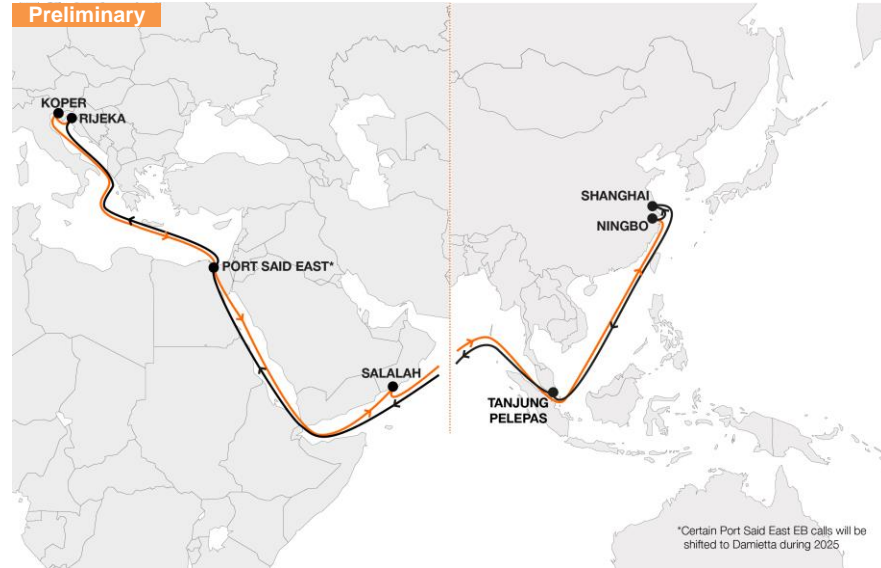 Preliminary
KOPER
RIJEKA
PORT SAID EAST*
SALALAH
SHANGHAI
NINGBO
TANJUNG
PELEPAS
*Certain Port Said East EB calls will be
shifted to Damietta during 2025